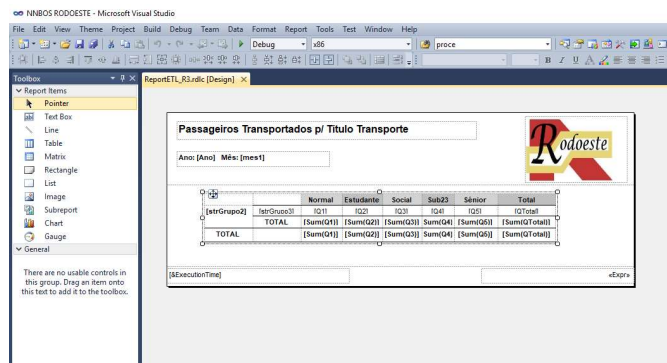 NNBOS RODOESTE - Microsoft Visual Studio
File Edit View Theme Project Build Debug Team Data Format Report Tools Test Window Help
Debug x86 proce
B I U A
Toolbox
ReportETL_R3.rdlc [Design]
Report Items
Pointer
Text Box
Line
Table
Matrix
Rectangle
List
Image
Subreport
Chart
Gauge
General
There are no usable controls in
this group. Drag an item onto
this text to add it to the toolbox.
Passageiros Transportados p/ Titulo Transporte
Ano: [Ano] Mês: [mes1]
Rodoeste
Normal Estudante Social Sub23 Sénior Total
[strGrupo2] [strGrupo3] [Q1] [Q2] [Q3] [Q4] [Q5] [QTotal]
TOTAL [Sum(Q1)] [Sum(Q2)] [Sum(Q3)] Sum(Q4) [Sum(Q5)] [Sum(QTotal)]
TOTAL [Sum(Q1)] [Sum(Q2)] [Sum(Q3)] Sum(Q4) [Sum(Q5)] [Sum(QTotal)]
[&ExecutionTime] «Expr»